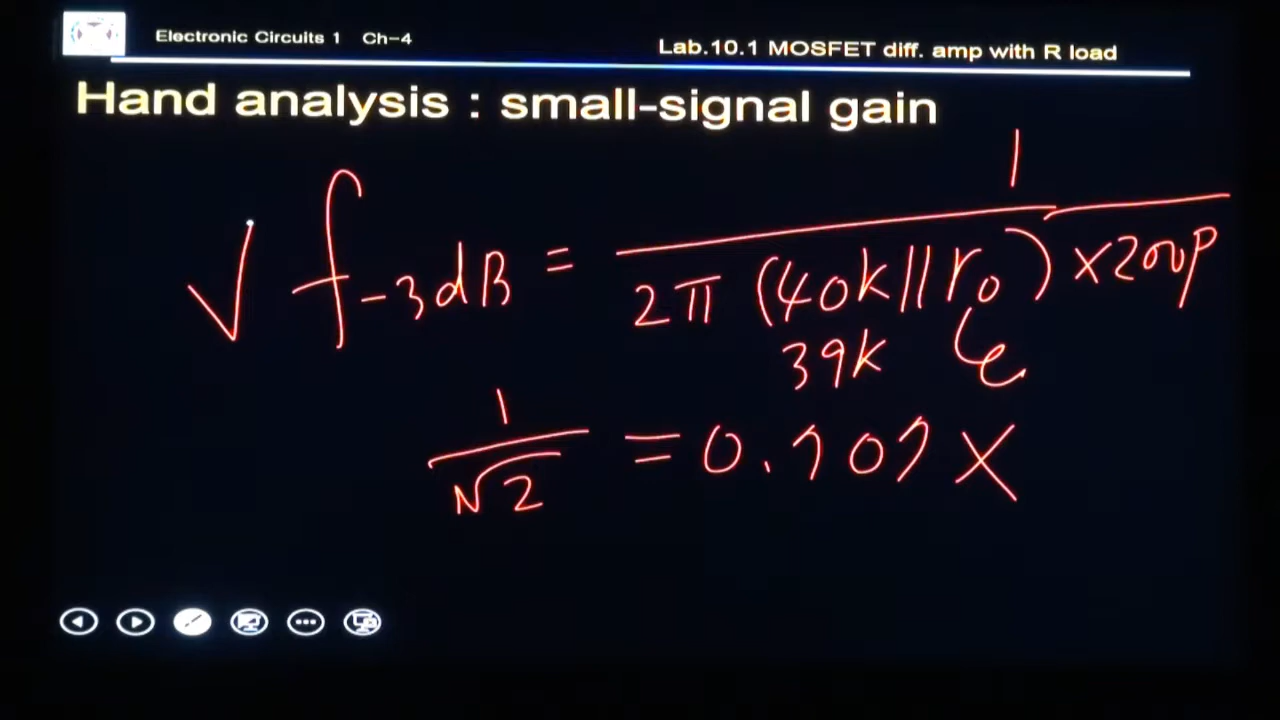 Electronic Circuits 1 Ch-4
Lab.10.1 MOSFET diff. amp with R load
Hand analysis : small-signal gain
1
√ f-3dB = 2π (40k||ro) ×200p
39k
1
√2 = 0.707 X